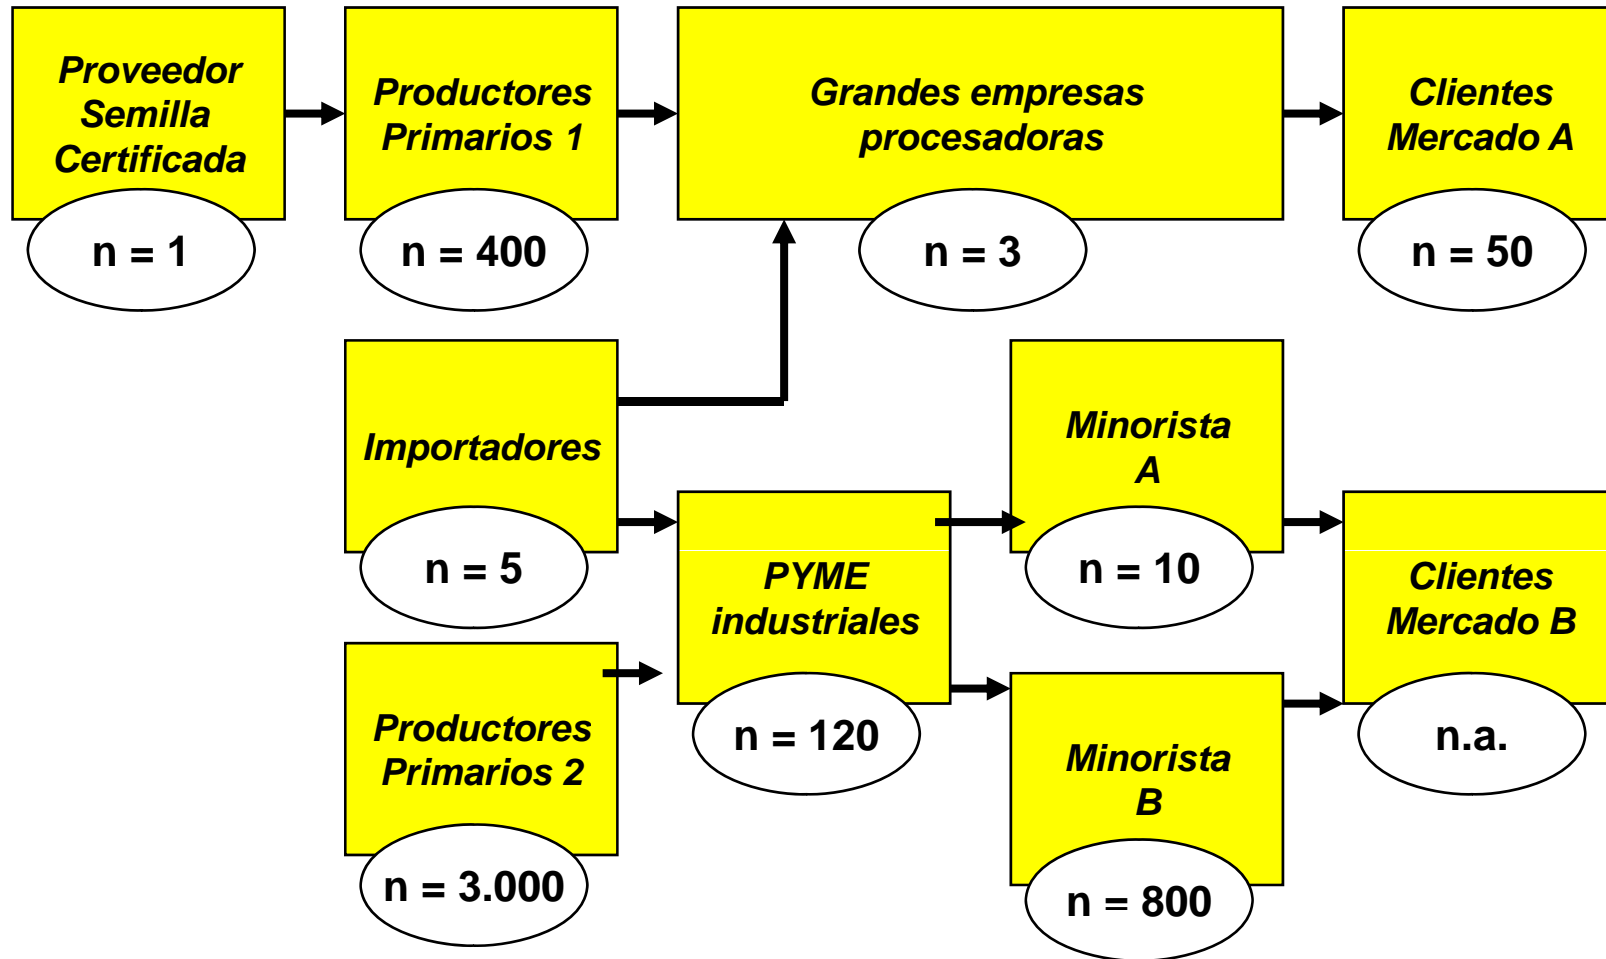 Proveedor
Semilla
Certificada
n = 1
Productores
Primarios 1
n = 400
Grandes empresas
procesadoras
n = 3
Clientes
Mercado A
n = 50
Importadores
n = 5
Minorista
A
n = 10
PYME
industriales
n = 120
Clientes
Mercado B
n.a.
Productores
Primarios 2
n = 3.000
Minorista
B
n = 800